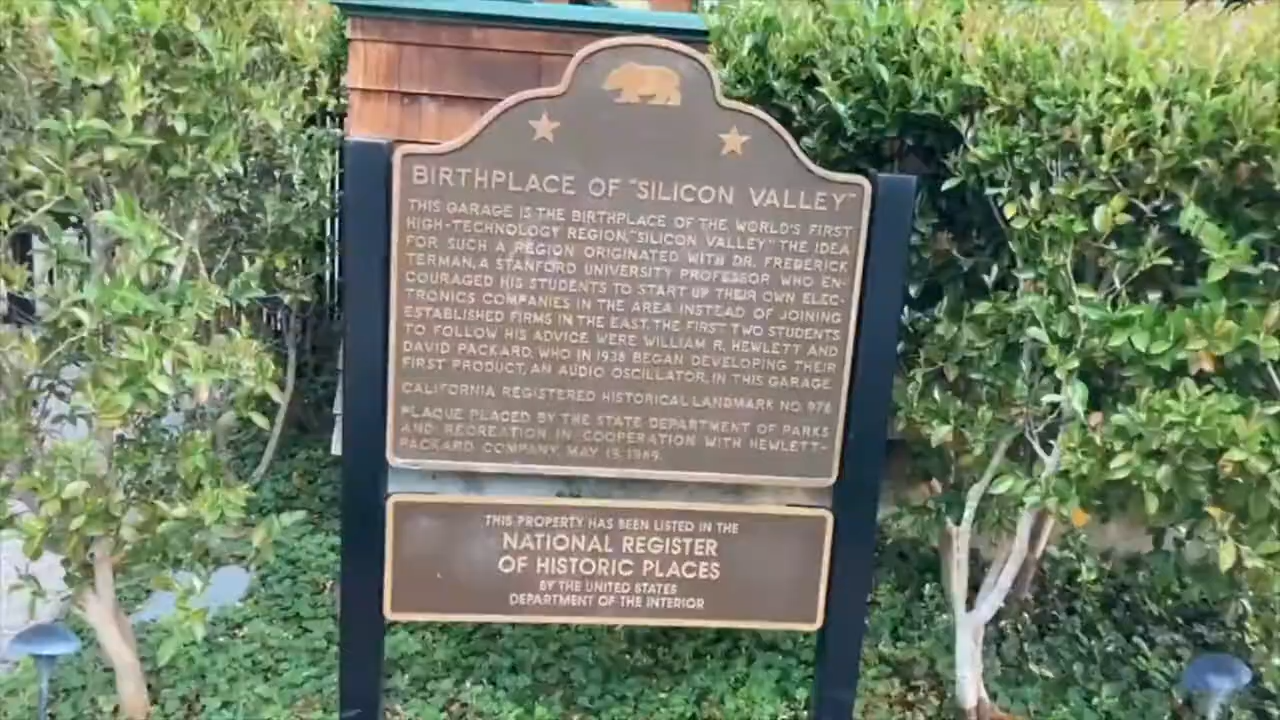 BIRTHPLACE OF "SILICON VALLEY"
THIS GARAGE IS THE BIRTHPLACE OF THE WORLD'S FIRST
HIGH-TECHNOLOGY REGION, "SILICON VALLEY." THE IDEA
FOR SUCH A REGION ORIGINATED WITH DR. FREDERICK
TERMAN, A STANFORD UNIVERSITY PROFESSOR WHO EN-
COURAGED HIS STUDENTS TO START UP THEIR OWN ELEC-
TRONICS COMPANIES IN THE AREA INSTEAD OF JOINING
ESTABLISHED FIRMS IN THE EAST. THE FIRST TWO STUDENTS
TO FOLLOW HIS ADVICE WERE WILLIAM R. HEWLETT AND
DAVID PACKARD, WHO IN 1938 BEGAN DEVELOPING THEIR
FIRST PRODUCT, AN AUDIO OSCILLATOR, IN THIS GARAGE.
CALIFORNIA REGISTERED HISTORICAL LANDMARK NO. 976
PLAQUE PLACED BY THE STATE DEPARTMENT OF PARKS
AND RECREATION IN COOPERATION WITH HEWLETT-
PACKARD COMPANY, MAY 19, 1989.
THIS PROPERTY HAS BEEN LISTED IN THE
NATIONAL REGISTER
OF HISTORIC PLACES
BY THE UNITED STATES
DEPARTMENT OF THE INTERIOR